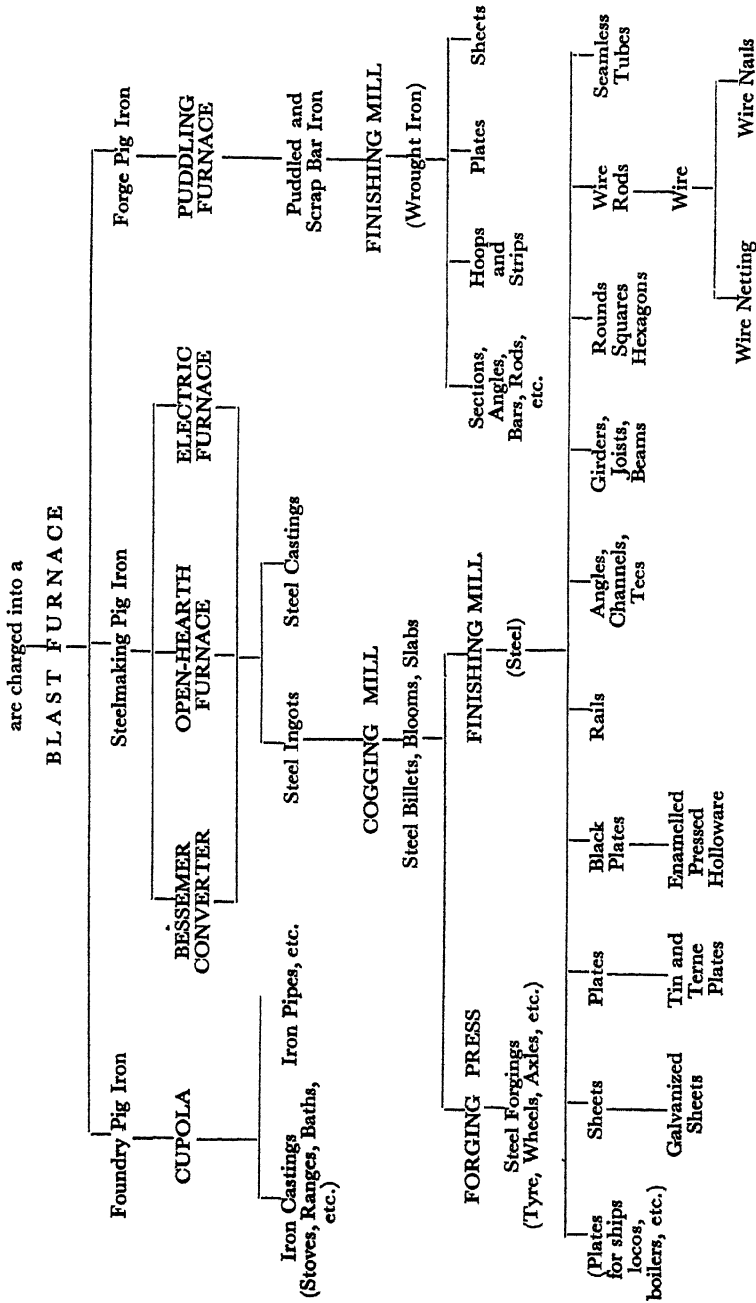 are charged into a
BLAST FURNACE
Foundry Pig Iron
Steelmaking Pig Iron
Forge Pig Iron
CUPOLA
BESSEMER
CONVERTER
OPEN-HEARTH
FURNACE
ELECTRIC
FURNACE
PUDDLING
FURNACE
Iron Castings
(Stoves, Ranges, Baths,
etc.)
Iron Pipes, etc.
Steel Ingots
Steel Castings
Puddled and
Scrap Bar Iron
COGGING MILL
Steel Billets, Blooms, Slabs
FINISHING MILL
(Wrought Iron)
Sections,
Angles,
Bars, Rods,
etc.
Hoops
and
Strips
Plates
Sheets
FORGING PRESS
Steel Forgings
(Tyre, Wheels, Axles, etc.)
FINISHING MILL
(Steel)
(Plates
for ships
locos,
boilers, etc.)
Sheets
Galvanized
Sheets
Plates
Tin and
Terne
Plates
Black
Plates
Enamelled
Pressed
Holloware
Rails
Angles,
Channels,
Tees
Girders,
Joists,
Beams
Rounds
Squares
Hexagons
Wire
Rods
Wire
Wire Netting
Wire Nails
Seamless
Tubes